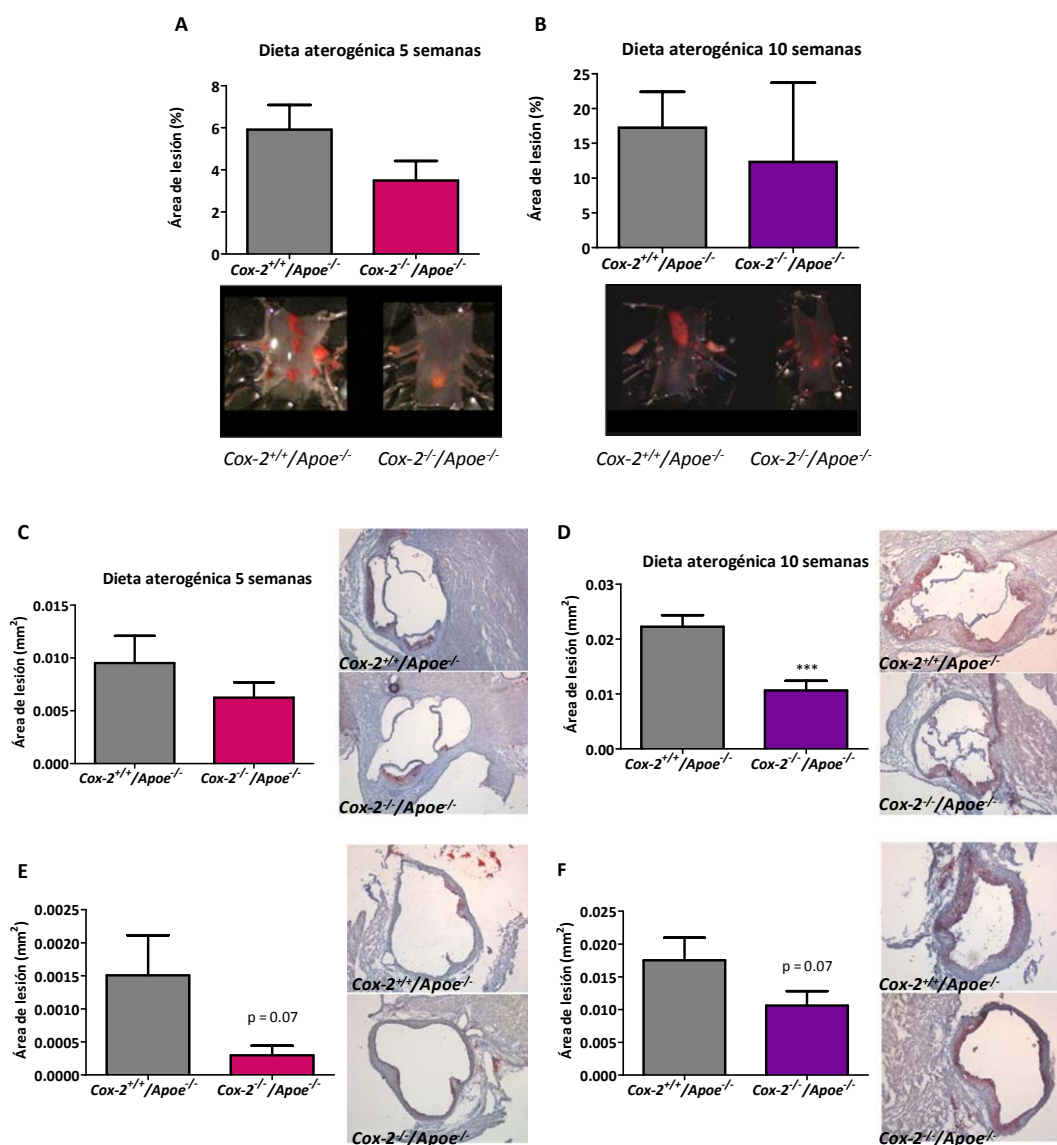 A
Dieta aterogénica 5 semanas
Área de lesión (%)
8
6
4
2
0
Cox-2+/+/Apoe-/-
Cox-2-/-/Apoe-/-
Cox-2+/+/Apoe-/-
Cox-2-/-/Apoe-/-
B
Dieta aterogénica 10 semanas
Área de lesión (%)
25
20
15
10
5
0
Cox-2+/+/Apoe-/-
Cox-2-/-/Apoe-/-
Cox-2+/+/Apoe-/-
Cox-2-/-/Apoe-/-
C
Dieta aterogénica 5 semanas
Área de lesión (mm²)
0.015
0.010
0.005
0.000
Cox-2+/+/Apoe-/-
Cox-2-/-/Apoe-/-
Cox-2+/+/Apoe-/-
Cox-2-/-/Apoe-/-
D
Dieta aterogénica 10 semanas
Área de lesión (mm²)
0.03
0.02
0.01
0.00
***
Cox-2+/+/Apoe-/-
Cox-2-/-/Apoe-/-
Cox-2+/+/Apoe-/-
Cox-2-/-/Apoe-/-
E
Área de lesión (mm²)
0.0025
0.0020
0.0015
0.0010
0.0005
0.0000
p = 0.07
Cox-2+/+/Apoe-/-
Cox-2-/-/Apoe-/-
Cox-2+/+/Apoe-/-
Cox-2-/-/Apoe-/-
F
Área de lesión (mm²)
0.025
0.020
0.015
0.010
0.005
0.000
p = 0.07
Cox-2+/+/Apoe-/-
Cox-2-/-/Apoe-/-
Cox-2+/+/Apoe-/-
Cox-2-/-/Apoe-/-